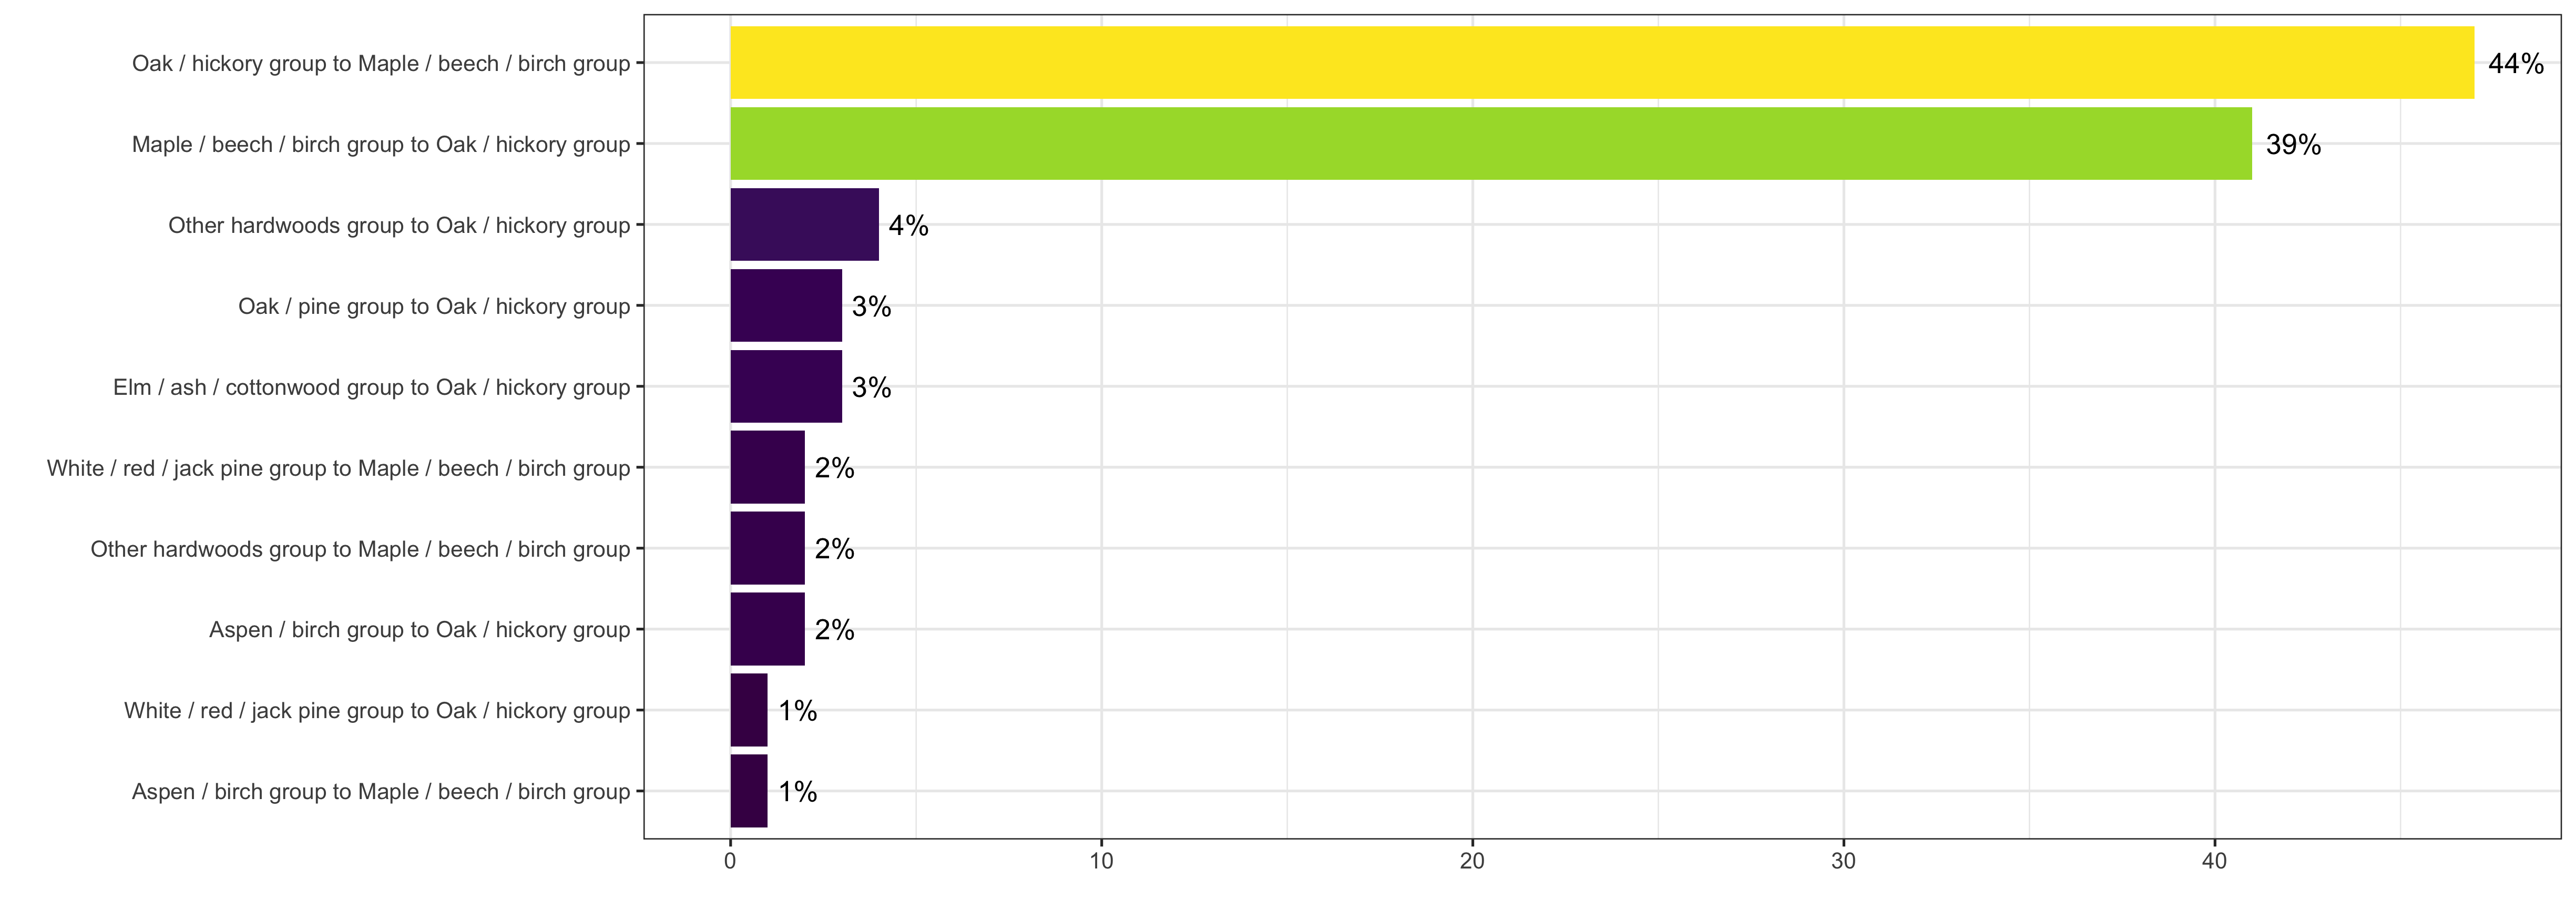 Oak / hickory group to Maple / beech / birch group 44%
Maple / beech / birch group to Oak / hickory group 39%
Other hardwoods group to Oak / hickory group 4%
Oak / pine group to Oak / hickory group 3%
Elm / ash / cottonwood group to Oak / hickory group 3%
White / red / jack pine group to Maple / beech / birch group 2%
Other hardwoods group to Maple / beech / birch group 2%
Aspen / birch group to Oak / hickory group 2%
White / red / jack pine group to Oak / hickory group 1%
Aspen / birch group to Maple / beech / birch group 1%
0 10 20 30 40